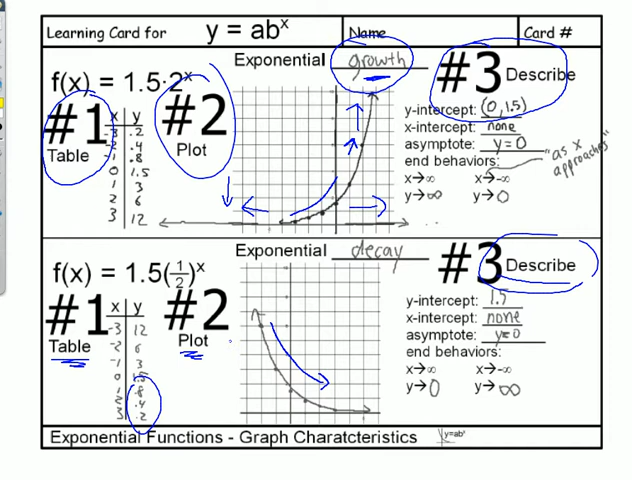 Learning Card for y = abˣ Name Card #
Exponential growth
f(x) = 1.5·2ˣ
#1
Table
x y
-3 .2
-2 .4
-1 .8
0 1.5
1 3
2 6
3 12
#2
Plot
#3 Describe
y-intercept: (0, 1.5)
x-intercept: none
asymptote: y=0
end behaviors:
x→∞ x→-∞
y→∞ y→0
"as x
approaches"
Exponential decay
f(x) = 1.5(1/2)ˣ
#1
Table
x y
-3 12
-2 6
-1 3
0 1.5
1 .8
2 .4
3 .2
#2
Plot
#3 Describe
y-intercept: 1.5
x-intercept: none
asymptote: y=0
end behaviors:
x→∞ x→-∞
y→0 y→∞
Exponential Functions - Graph Charatcteristics y=abˣ